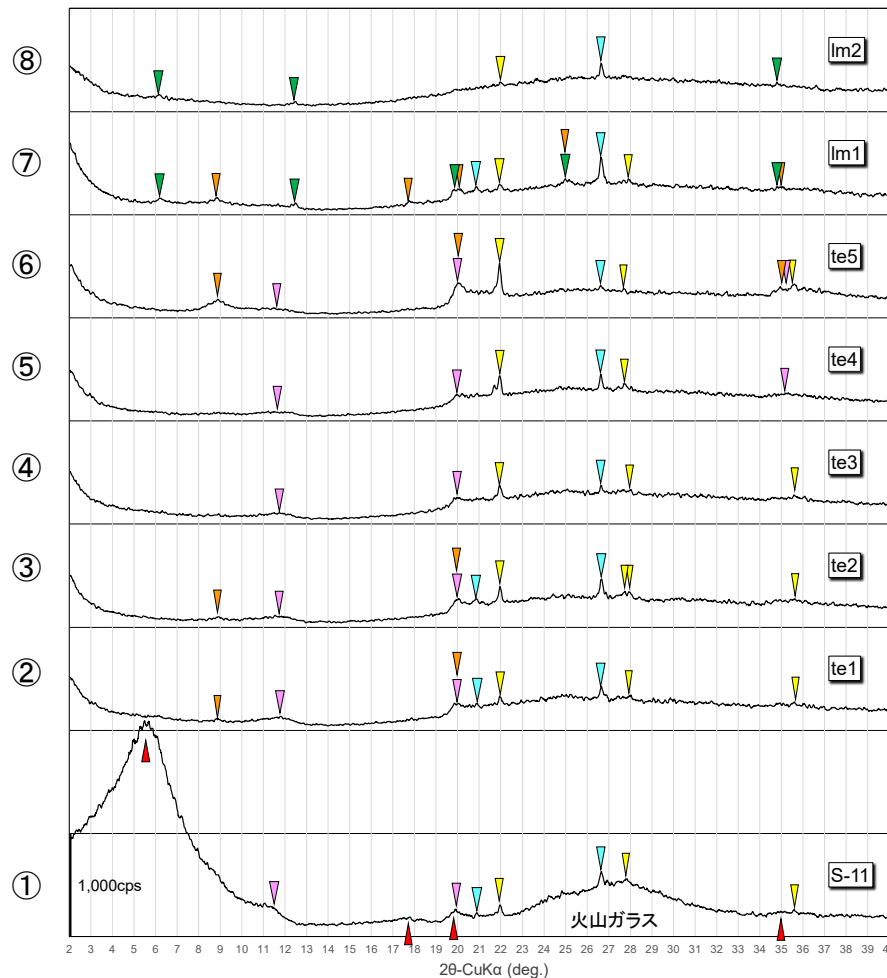 ⑧ lm2
⑦ lm1
⑥ te5
⑤ te4
④ te3
③ te2
② te1
① 1,000cps S-11
火山ガラス
2 3 4 5 6 7 8 9 10 11 12 13 14 15 16 17 18 19 20 21 22 23 24 25 26 27 28 29 30 31 32 33 34 35 36 37 38 39
2θ-CuKα (deg.)